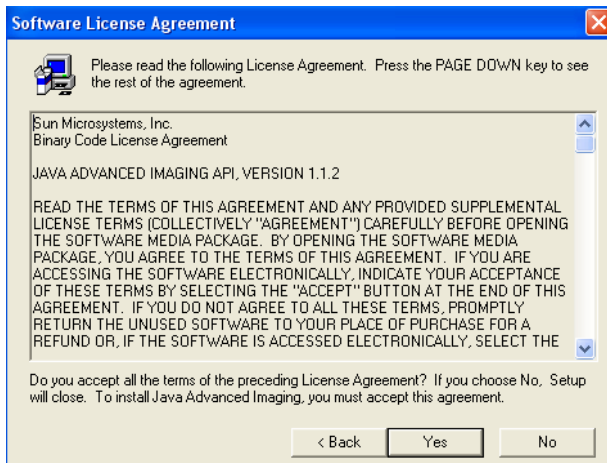 Software License Agreement
Please read the following License Agreement. Press the PAGE DOWN key to see
the rest of the agreement.
Sun Microsystems, Inc.
Binary Code License Agreement
JAVA ADVANCED IMAGING API, VERSION 1.1.2
READ THE TERMS OF THIS AGREEMENT AND ANY PROVIDED SUPPLEMENTAL
LICENSE TERMS (COLLECTIVELY "AGREEMENT") CAREFULLY BEFORE OPENING
THE SOFTWARE MEDIA PACKAGE. BY OPENING THE SOFTWARE MEDIA
PACKAGE, YOU AGREE TO THE TERMS OF THIS AGREEMENT. IF YOU ARE
ACCESSING THE SOFTWARE ELECTRONICALLY, INDICATE YOUR ACCEPTANCE
OF THESE TERMS BY SELECTING THE "ACCEPT" BUTTON AT THE END OF THIS
AGREEMENT. IF YOU DO NOT AGREE TO ALL THESE TERMS, PROMPTLY
RETURN THE UNUSED SOFTWARE TO YOUR PLACE OF PURCHASE FOR A
REFUND OR, IF THE SOFTWARE IS ACCESSED ELECTRONICALLY, SELECT THE
Do you accept all the terms of the preceding License Agreement? If you choose No, Setup
will close. To install Java Advanced Imaging, you must accept this agreement.
< Back Yes No